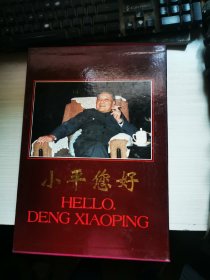 小平您好
HELLO.
DENG XIAOPING